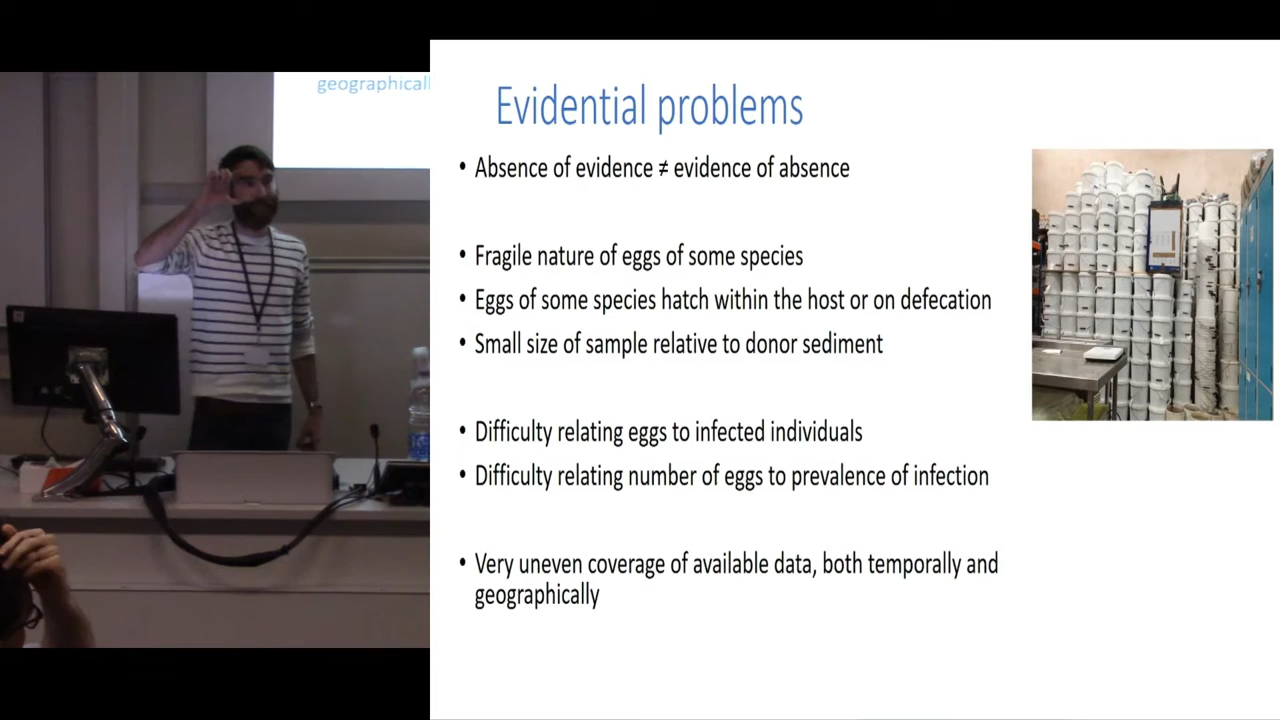 geographicall
Evidential problems
• Absence of evidence ≠ evidence of absence
• Fragile nature of eggs of some species
• Eggs of some species hatch within the host or on defecation
• Small size of sample relative to donor sediment
• Difficulty relating eggs to infected individuals
• Difficulty relating number of eggs to prevalence of infection
• Very uneven coverage of available data, both temporally and
geographically